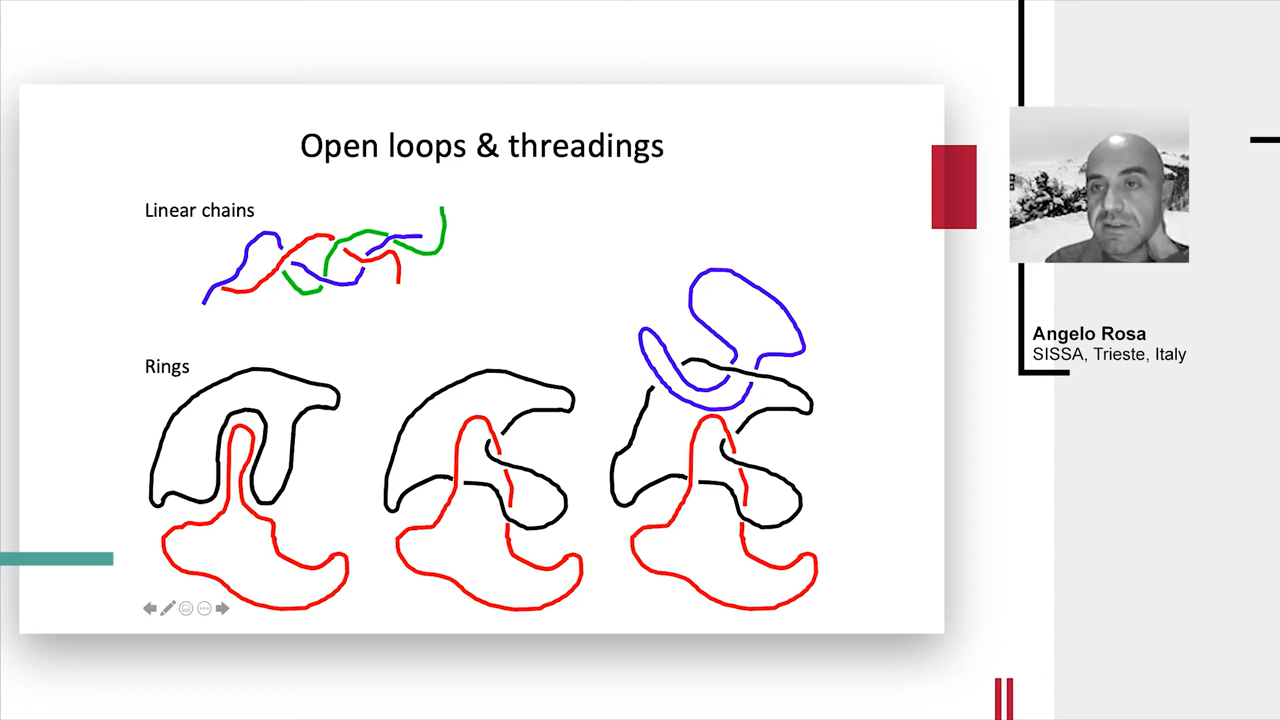 Open loops & threadings
Linear chains
Rings
Angelo Rosa
SISSA, Trieste, Italy